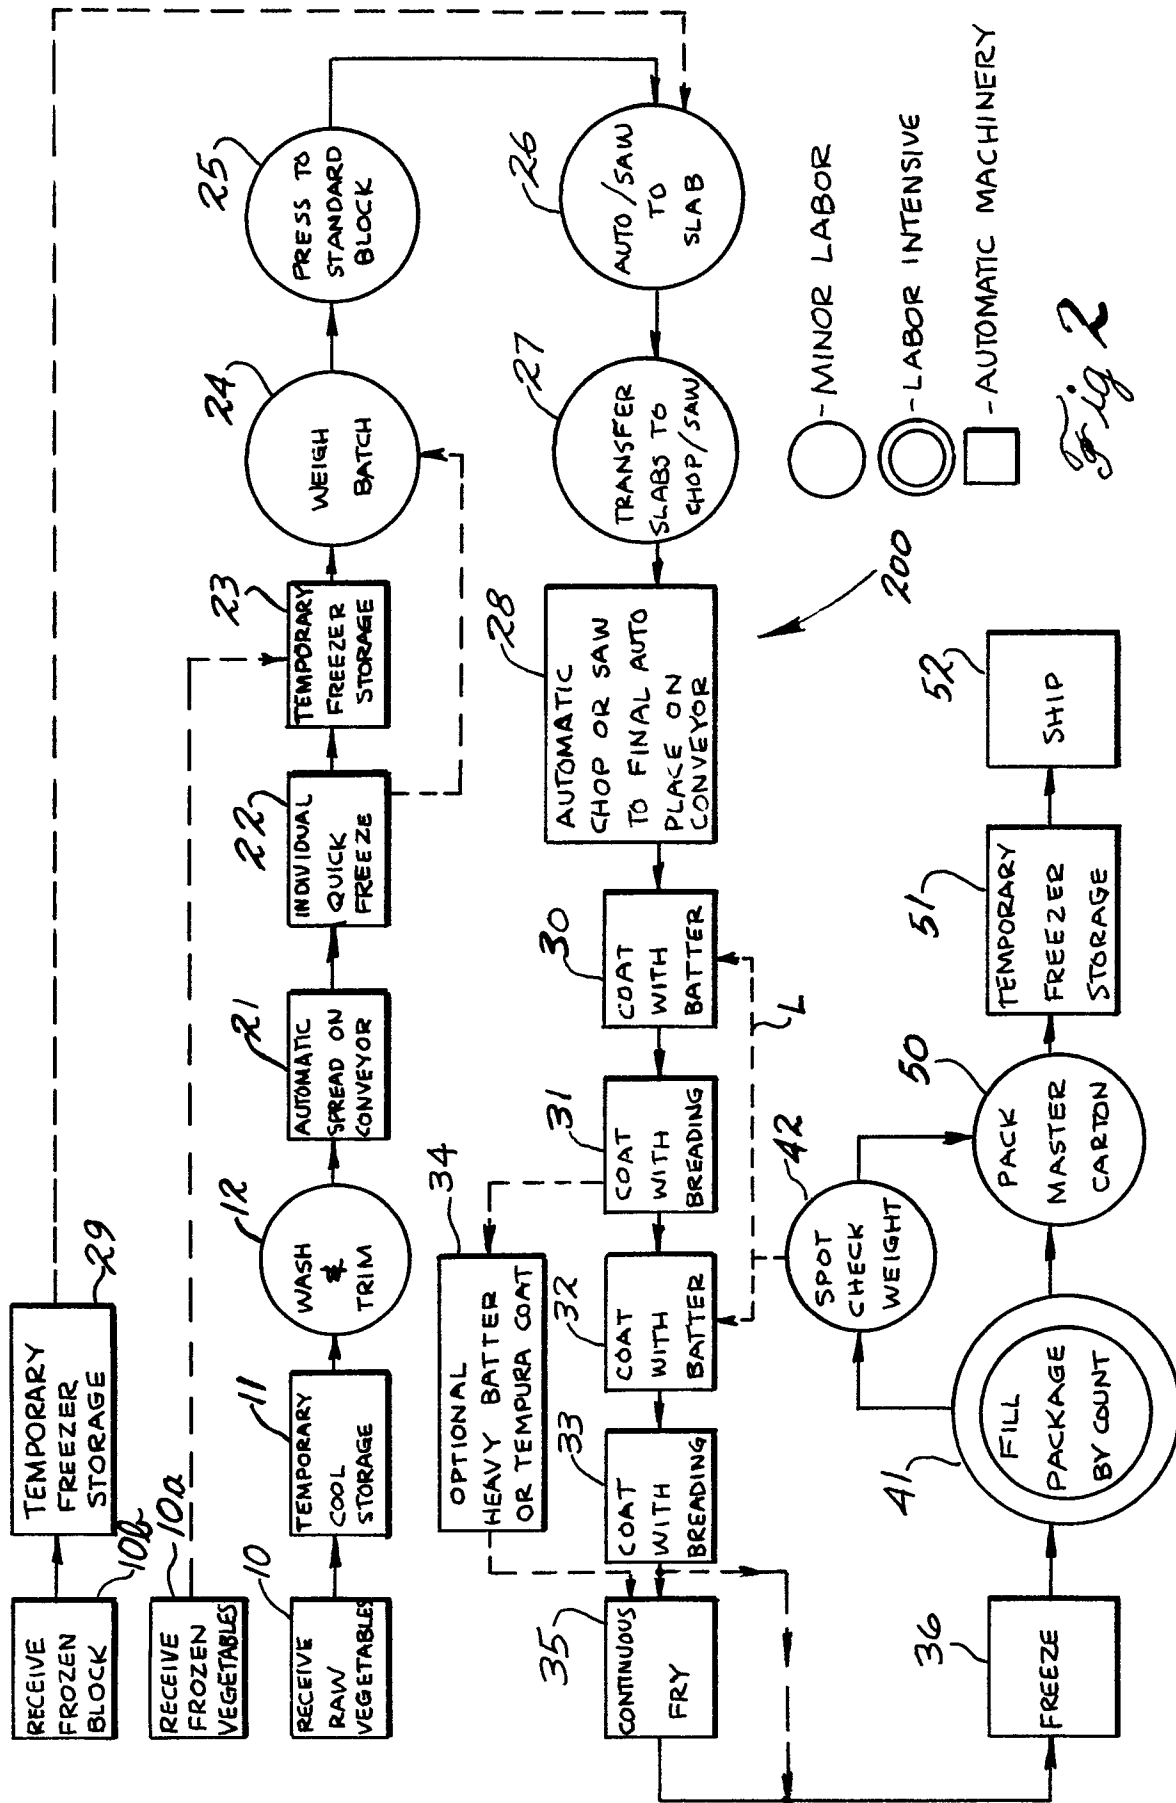 RECEIVE
FROZEN
BLOCK
10b
TEMPORARY
FREEZER
STORAGE
29
RECEIVE
FROZEN
VEGETABLES
10a
RECEIVE
RAW
VEGETABLES
10
TEMPORARY
COOL
STORAGE
11
WASH
&
TRIM
12
AUTOMATIC
SPREAD ON
CONVEYOR
21
INDIVIDUAL
QUICK
FREEZE
22
TEMPORARY
FREEZER
STORAGE
23
WEIGH
BATCH
24
PRESS TO
STANDARD
BLOCK
25
AUTO/SAW
TO
SLAB
26
TRANSFER
SLABS TO
CHOP/SAW
27
AUTOMATIC
CHOP OR SAW
TO FINAL AUTO
PLACE ON
CONVEYOR
28
COAT
WITH
BATTER
30
COAT
WITH
BREADING
31
COAT
WITH
BATTER
32
COAT
WITH
BREADING
33
OPTIONAL
HEAVY BATTER
OR TEMPURA COAT
34
CONTINUOUS
FRY
35
L
FREEZE
36
FILL
PACKAGE
BY COUNT
41
SPOT
CHECK
WEIGHT
42
PACK
MASTER
CARTON
50
TEMPORARY
FREEZER
STORAGE
51
SHIP
52
200
- MINOR LABOR
- LABOR INTENSIVE
- AUTOMATIC MACHINERY
Fig 2